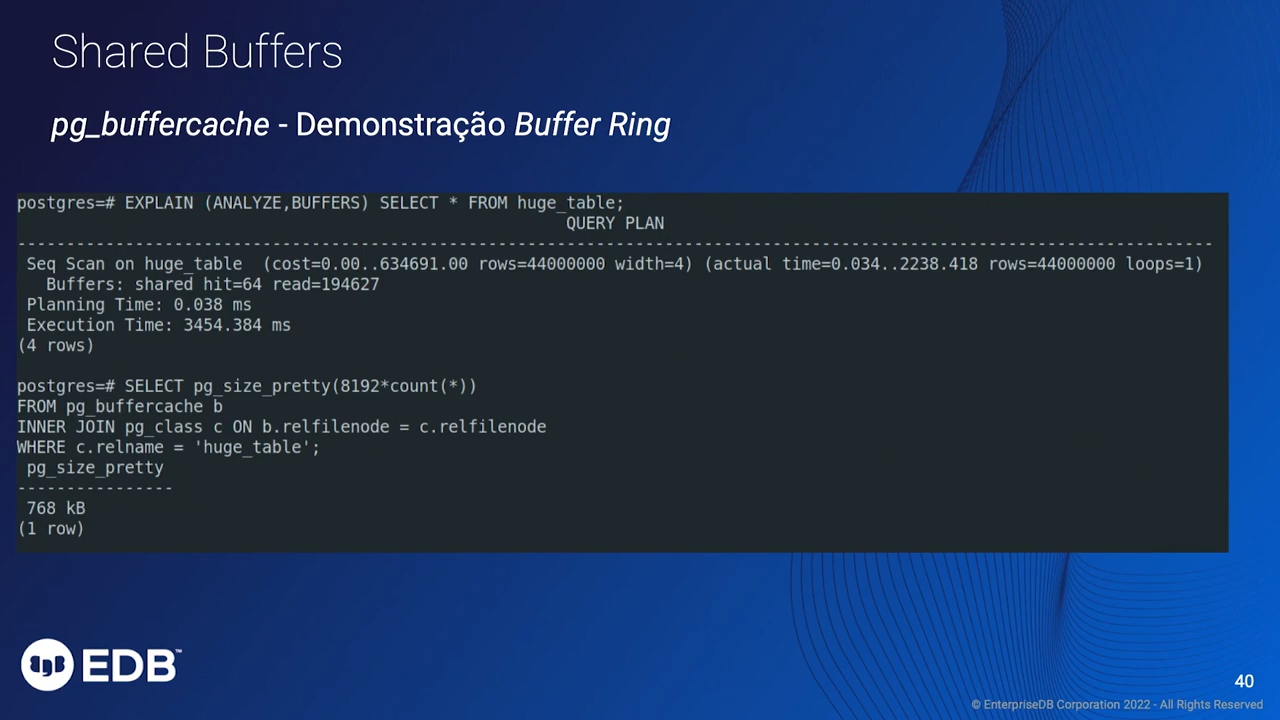 Shared Buffers
pg_buffercache - Demonstração Buffer Ring
postgres=# EXPLAIN (ANALYZE,BUFFERS) SELECT * FROM huge_table;
QUERY PLAN
--------------------------------------------------------------------------------------------------------------------------
Seq Scan on huge_table  (cost=0.00..634691.00 rows=44000000 width=4) (actual time=0.034..2238.418 rows=44000000 loops=1)
Buffers: shared hit=64 read=194627
Planning Time: 0.038 ms
Execution Time: 3454.384 ms
(4 rows)
postgres=# SELECT pg_size_pretty(8192*count(*))
FROM pg_buffercache b
INNER JOIN pg_class c ON b.relfilenode = c.relfilenode
WHERE c.relname = 'huge_table';
pg_size_pretty
----------------
768 kB
(1 row)
EDB™
40
© EnterpriseDB Corporation 2022 - All Rights Reserved